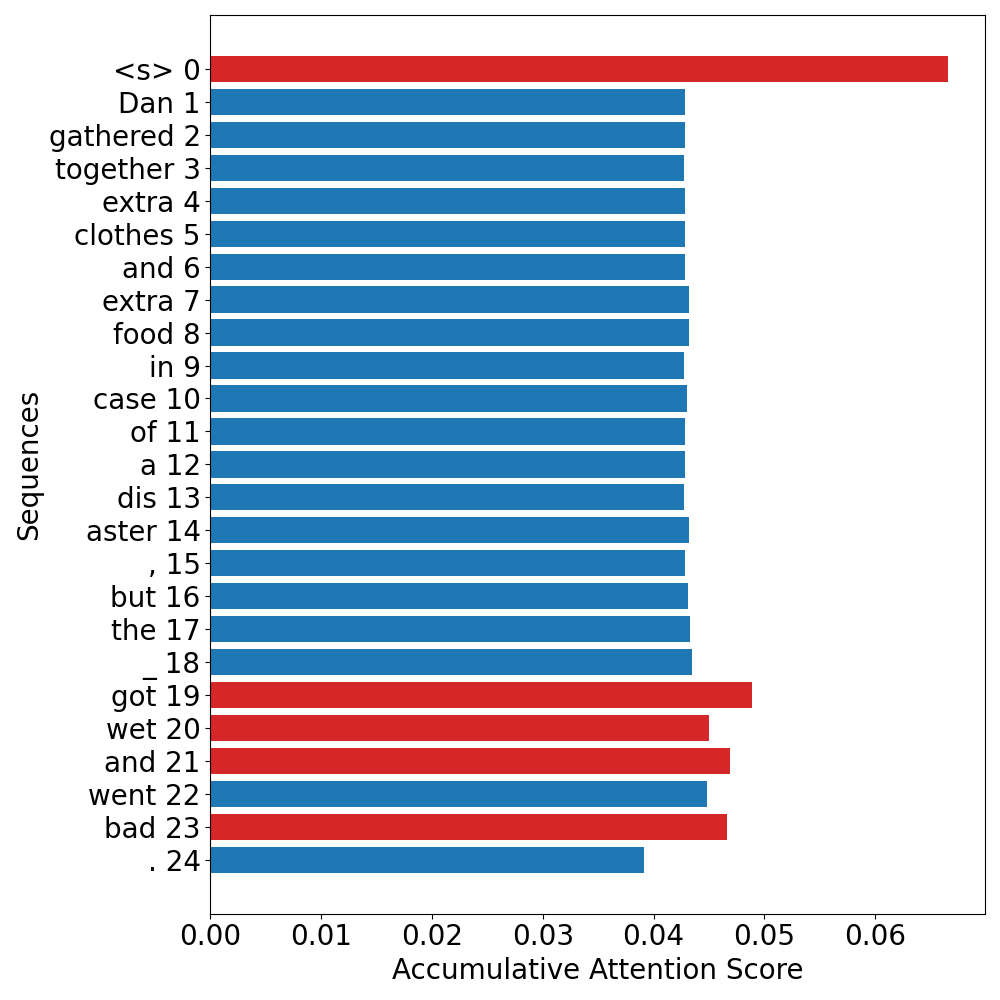 <s> 0
Dan 1
gathered 2
together 3
extra 4
clothes 5
and 6
extra 7
food 8
in 9
case 10
of 11
a 12
dis 13
aster 14
, 15
but 16
the 17
_ 18
got 19
wet 20
and 21
went 22
bad 23
. 24
Sequences
0.00 0.01 0.02 0.03 0.04 0.05 0.06
Accumulative Attention Score